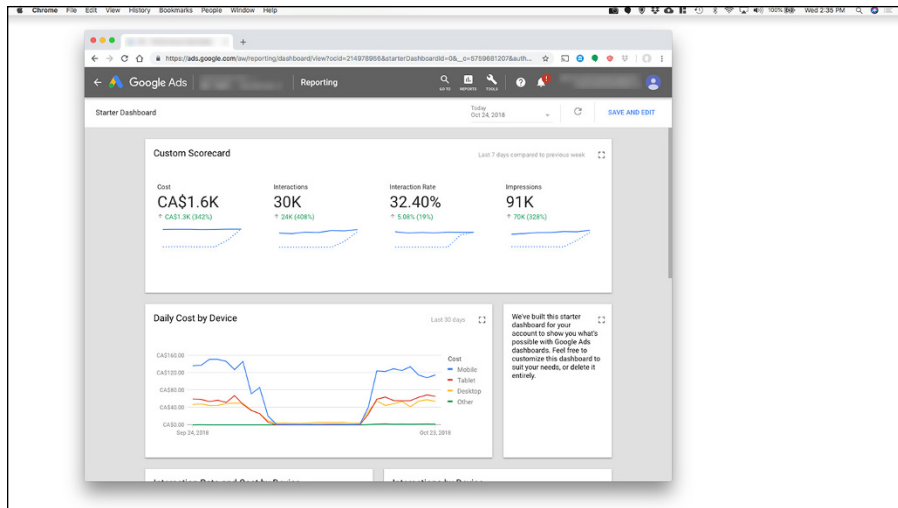 Chrome File Edit View History Bookmarks People Window Help
100% Wed 2:35 PM
Google Ads
Reporting
GO TO REPORTS TOOLS
Starter Dashboard
Today
Oct 24, 2018
SAVE AND EDIT
Custom Scorecard
Last 7 days compared to previous week
Cost
CA$1.6K
↑ CA$1.3K (342%)
Interactions
30K
↑ 24K (408%)
Interaction Rate
32.40%
↑ 5.08% (19%)
Impressions
91K
↑ 70K (328%)
Daily Cost by Device
Last 30 days
CA$160.00
CA$120.00
CA$80.00
CA$40.00
CA$0.00
Sep 24, 2018
Oct 23, 2018
Cost
Mobile
Tablet
Desktop
Other
We've built this starter
dashboard for your
account to show you what's
possible with Google Ads
dashboards. Feel free to
customize this dashboard to
suit your needs, or delete it
entirely.